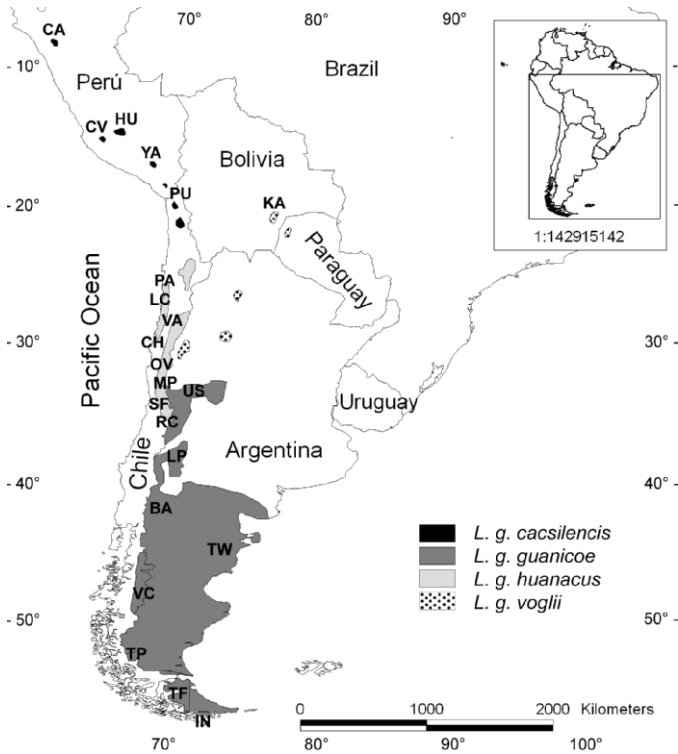 70° 80° 90°
CA
- 10° 10° -
Perú
Brazil
HU
CV
YA
Bolivia
1:142915142
PU
- 20° 20° -
KA
Paraguay
PA
LC
VA
Pacific Ocean
CH
- 30° 30° -
OV
MP
US
SF
Uruguay
RC
Chile
LP
Argentina
- 40° 40° -
BA
L. g. cacsilencis
TW
L. g. guanicoe
L. g. huanacus
VC
L. g. voglii
- 50° 50° -
TP
TF
0 1000 2000 Kilometers
IN
70° 80° 90° 100°